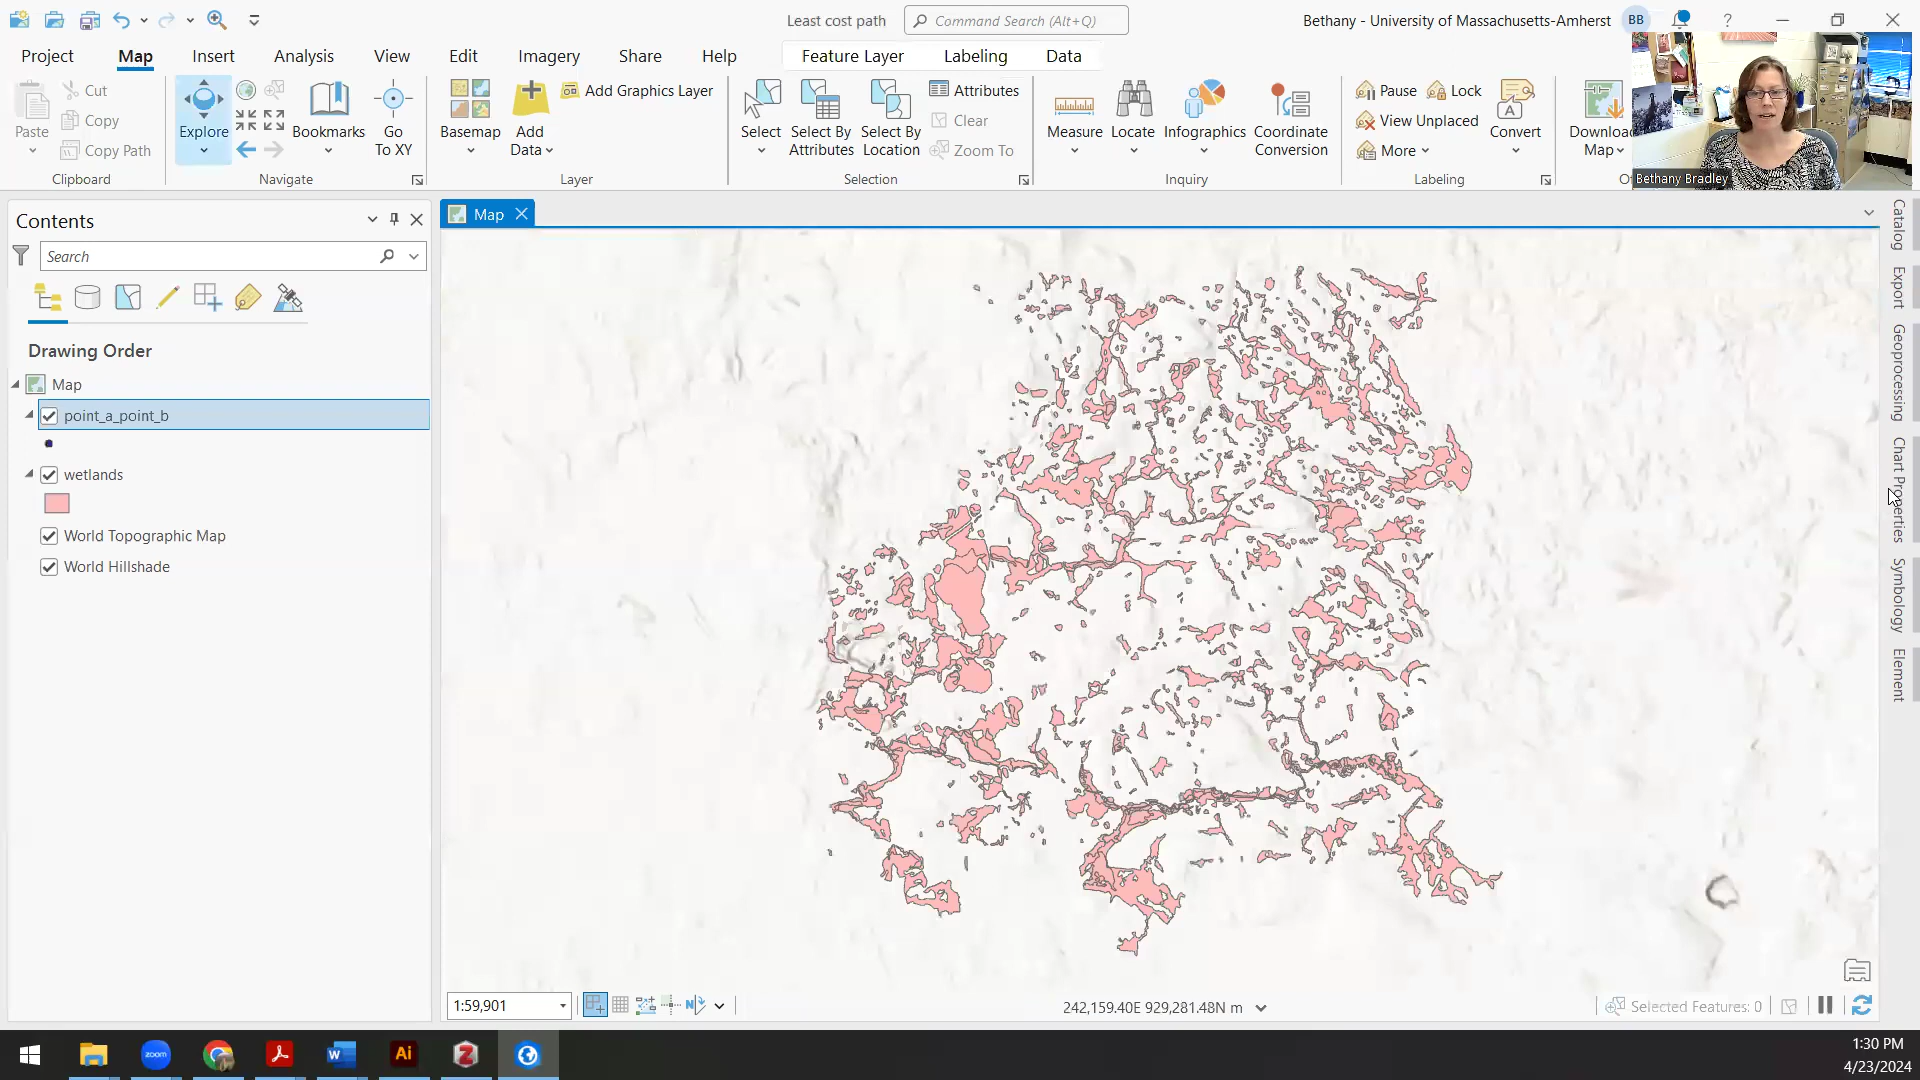 Least cost path
Command Search (Alt+Q)
Bethany - University of Massachusetts-Amherst
BB
?
Project
Map
Insert
Analysis
View
Edit
Imagery
Share
Help
Feature Layer
Labeling
Data
Paste
Cut
Copy
Copy Path
Clipboard
Explore
Bookmarks
Go
To XY
Navigate
Basemap
Add
Data
Add Graphics Layer
Layer
Select
Select By
Attributes
Select By
Location
Attributes
Clear
Zoom To
Selection
Measure
Locate
Infographics
Coordinate
Conversion
Inquiry
Pause
Lock
View Unplaced
More
Convert
Labeling
Download
Map
Bethany Bradley
Contents
Search
Drawing Order
Map
point_a_point_b
wetlands
World Topographic Map
World Hillshade
Map
Catalog
Export
Geoprocessing
Chart Properties
Symbology
Element
1:59,901
242,159.40E 929,281.48N m
Selected Features: 0
zoom
W
Ai
Z
1:30 PM
4/23/2024